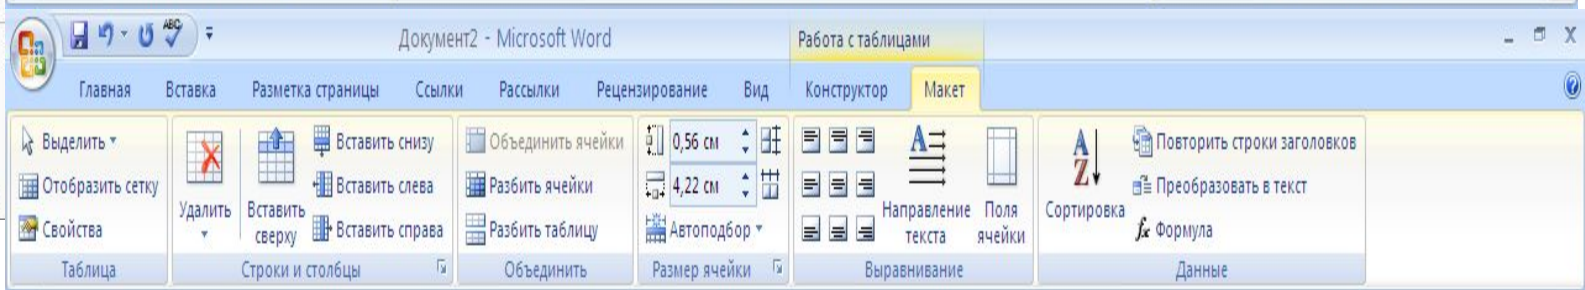 ABC
Документ2 - Microsoft Word
Работа с таблицами
Главная Вставка Разметка страницы Ссылки Рассылки Рецензирование Вид Конструктор Макет
Выделить
Отобразить сетку
Свойства
Таблица
Удалить
Вставить сверху
Вставить снизу
Вставить слева
Вставить справа
Строки и столбцы
Объединить ячейки
Разбить ячейки
Разбить таблицу
Объединить
0,56 см
4,22 см
Автоподбор
Размер ячейки
Направление текста
Поля ячейки
Выравнивание
Сортировка
Повторить строки заголовков
Преобразовать в текст
fx Формула
Данные